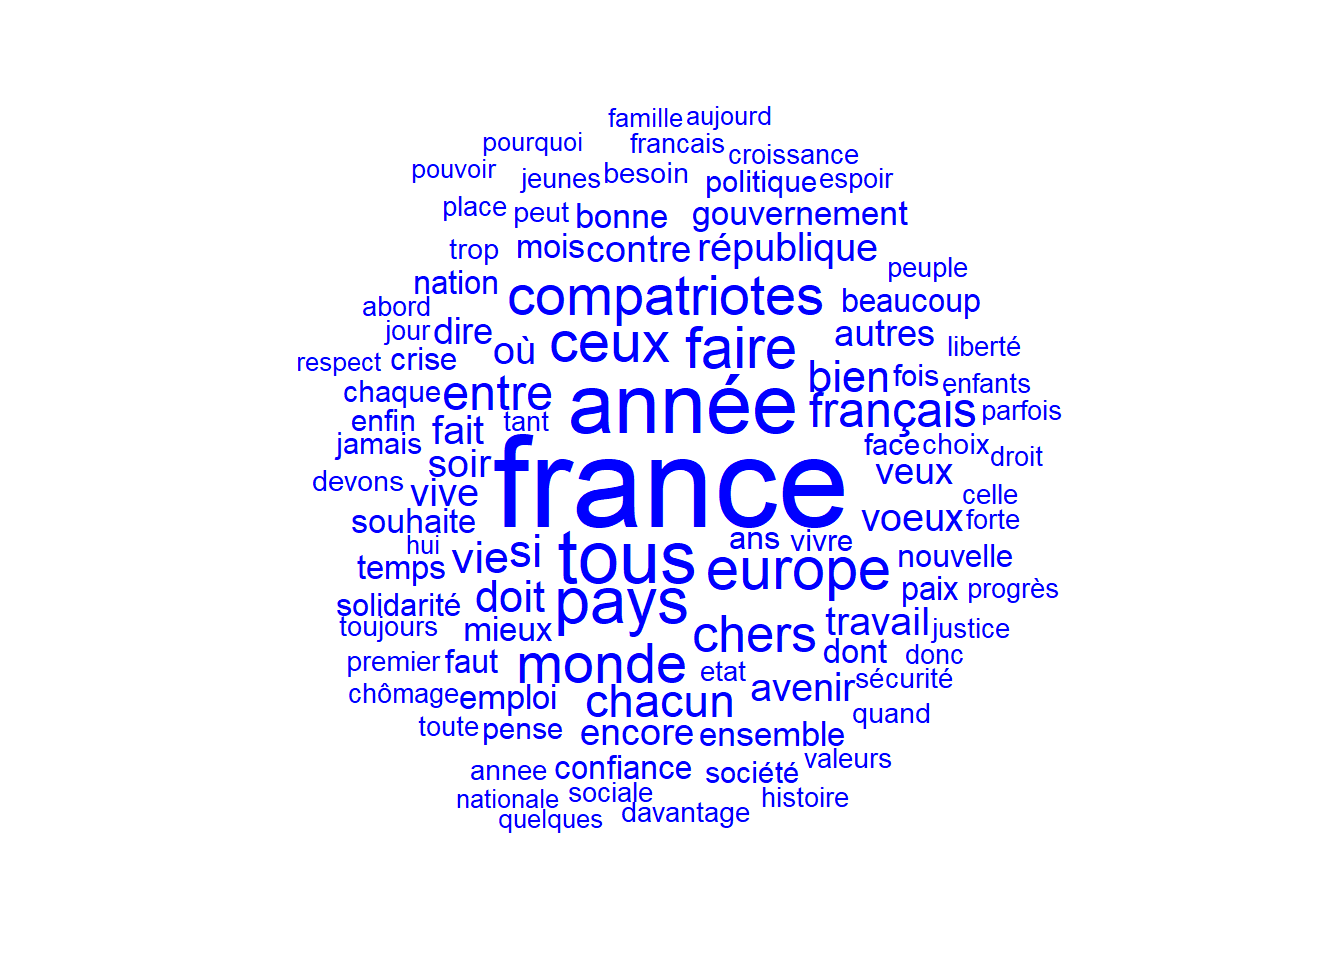 famille aujourd
pourquoi francais croissance
pouvoir jeunes besoin politique espoir
place peut bonne gouvernement
trop mois contre république
nation peuple
abord compatriotes beaucoup
jour dire ceux faire autres liberté
respect crise où
chaque entre année bien fois enfants
enfin fait tant français parfois
jamais soir france face choix droit
devons vive veux celle
souhaite voeux forte
hui ans vivre
temps vie si tous europe nouvelle
solidarité doit pays paix progrès
toujours mieux chers travail justice
premier faut monde etat dont donc
chômage emploi chacun avenir sécurité
toute pense encore ensemble quand
annee confiance société valeurs
nationale sociale histoire
quelques davantage